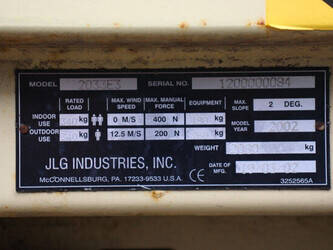 MODEL 2033E3 SERIAL NO. 1200000084
RATED LOAD MAX. WIND SPEED MAX. MANUAL FORCE EQUIPMENT MAX. SLOPE 2 DEG.
INDOOR USE kg 0 M/S 400 N kg
OUTDOOR USE kg 12.5 M/S 200 N kg MODEL YEAR 2002
kg
JLG INDUSTRIES, INC.
McCONNELLSBURG, PA. 17233-9533 U.S.A. CE DATE OF MFG.
3252565A